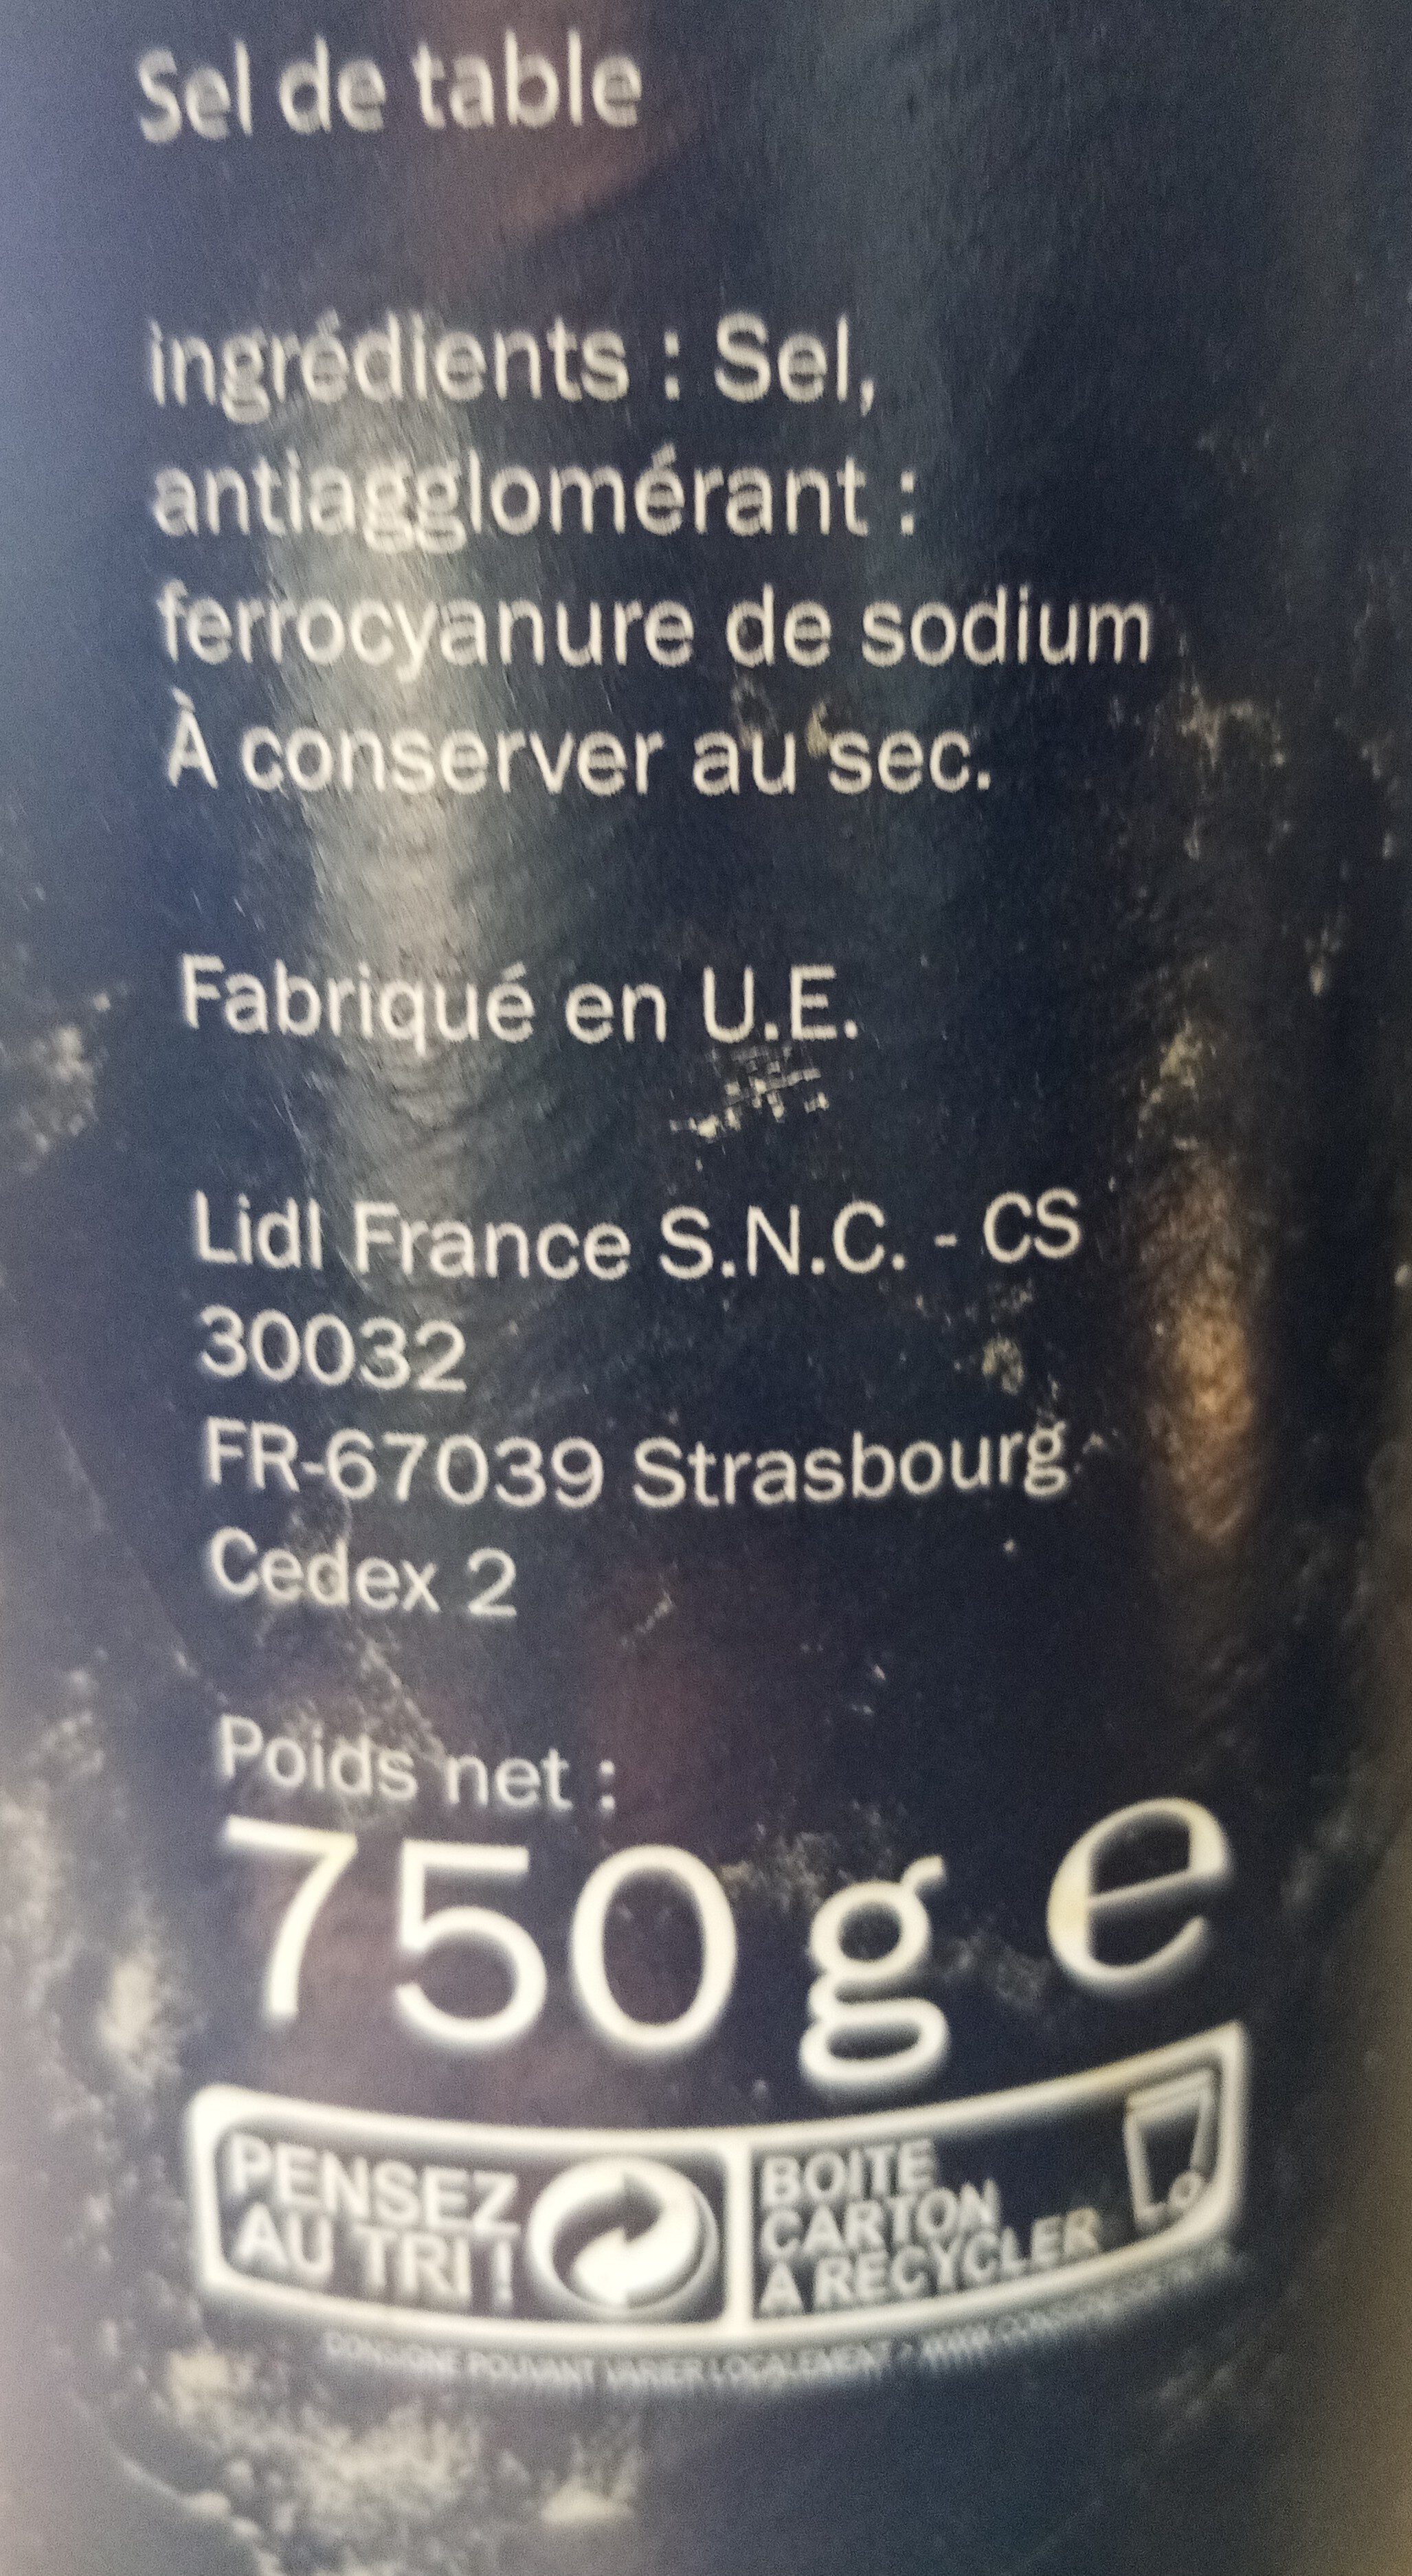 Sel de table
ingrédients : Sel,
antiagglomérant :
ferrocyanure de sodium
À conserver au sec.
Fabriqué en U.E.
Lidl France S.N.C. - CS
30032
FR-67039 Strasbourg
Cedex 2
Poids net :
750 g e
PENSEZ
AU TRI !
BOITE
CARTON
A RECYCLER
CONSIGNE POUVANT VARIER LOCALEMENT >